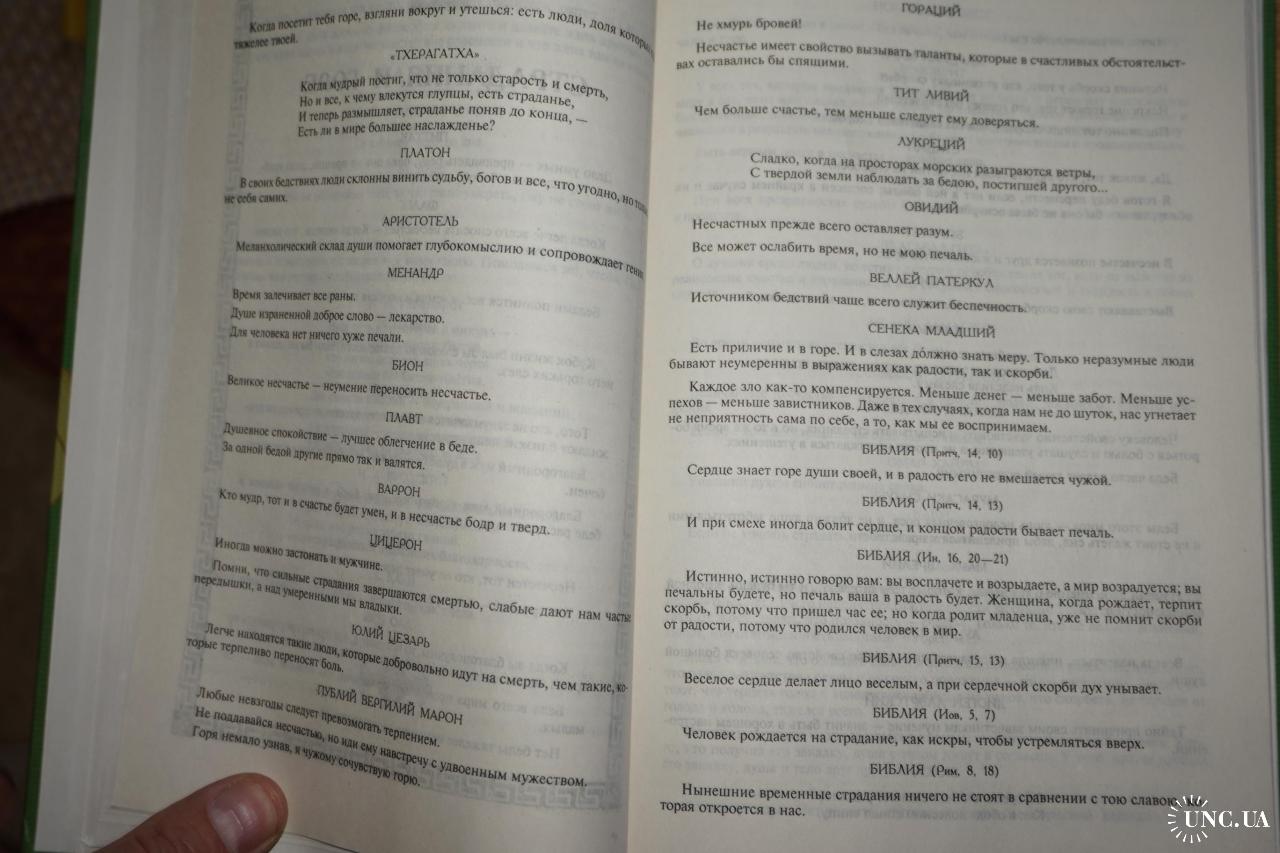 Когда посетит тебя горе, взгляни вокруг и утешься: есть люди, доля
тяжелее твоей.
«ТХЕРАГАТХА»
Когда мудрый постиг, что не только старость и смерть,
Но и все, к чему влекутся глупцы, есть страданье,
И теперь размышляет, страданье поняв до конца, —
Есть ли в мире большее наслажденье?
ПЛАТОН
В своих бедствиях люди склонны винить судьбу, богов и все, что угодно, но
не себя самих.
АРИСТОТЕЛЬ
Меланхолический склад души помогает глубокомыслию и сопровождает
МЕНАНДР
Время залечивает все раны.
Душе израненной доброе слово — лекарство.
Для человека нет ничего хуже печали.
БИОН
Великое несчастье — неумение переносить несчастье.
ПЛАВТ
Душевное спокойствие — лучшее облегчение в беде.
За одной бедой другие прямо так и валятся.
ВАРРОН
Кто мудр, тот и в счастье будет умен, и в несчастье бодр и тверд.
ЦИЦЕРОН
Иногда можно застонать и мужчине.
Помни, что сильные страдания завершаются смертью, слабые дают нам
передышки, а над умеренными мы владыки.
ЮЛИЙ ЦЕЗАРЬ
Легче находятся такие люди, которые добровольно идут на смерть, чем такие, ко-
торые терпеливо переносят боль.
ПУБЛИЙ ВЕРГИЛИЙ МАРОН
Любые невзгоды следует превозмогать терпением.
Не поддавайся несчастью, но иди ему навстречу с удвоенным мужеством.
Горя немало узнав, я чужому сочувствую горю.
ГОРАЦИЙ
Не хмурь бровей!
Несчастье имеет свойство вызывать таланты, которые в счастливых обстоятельст-
вах оставались бы спящими.
ТИТ ЛИВИЙ
Чем больше счастье, тем меньше следует ему доверяться.
ЛУКРЕЦИЙ
Сладко, когда на просторах морских разыграются ветры,
С твердой земли наблюдать за бедою, постигшей другого...
ОВИДИЙ
Несчастных прежде всего оставляет разум.
Все может ослабить время, но не мою печаль.
ВЕЛЛЕЙ ПАТЕРКУЛ
Источником бедствий чаще всего служит беспечность.
СЕНЕКА МЛАДШИЙ
Есть приличие и в горе. И в слезах до́лжно знать меру. Только неразумные люди
бывают неумеренны в выражениях как радости, так и скорби.
Каждое зло как-то компенсируется. Меньше денег — меньше забот. Меньше ус-
пехов — меньше завистников. Даже в тех случаях, когда нам не до шуток, нас угнетает
не неприятность сама по себе, а то, как мы ее воспринимаем.
БИБЛИЯ (Притч, 14, 10)
Сердце знает горе души своей, и в радость его не вмешается чужой.
БИБЛИЯ (Притч, 14, 13)
И при смехе иногда болит сердце, и концом радости бывает печаль.
БИБЛИЯ (Ин, 16, 20—21)
Истинно, истинно говорю вам: вы восплачете и возрыдаете, а мир возрадуется; вы
печальны будете, но печаль ваша в радость будет. Женщина, когда рождает, терпит
скорбь, потому что пришел час ее; но когда родит младенца, уже не помнит скорби
от радости, потому что родился человек в мир.
БИБЛИЯ (Притч, 15, 13)
Веселое сердце делает лицо веселым, а при сердечной скорби дух унывает.
БИБЛИЯ (Иов, 5, 7)
Человек рождается на страдание, как искры, чтобы устремляться вверх.
БИБЛИЯ (Рим, 8, 18)
Нынешние временные страдания ничего не стоят в сравнении с тою славою,
торая откроется в нас.
UNC.UA